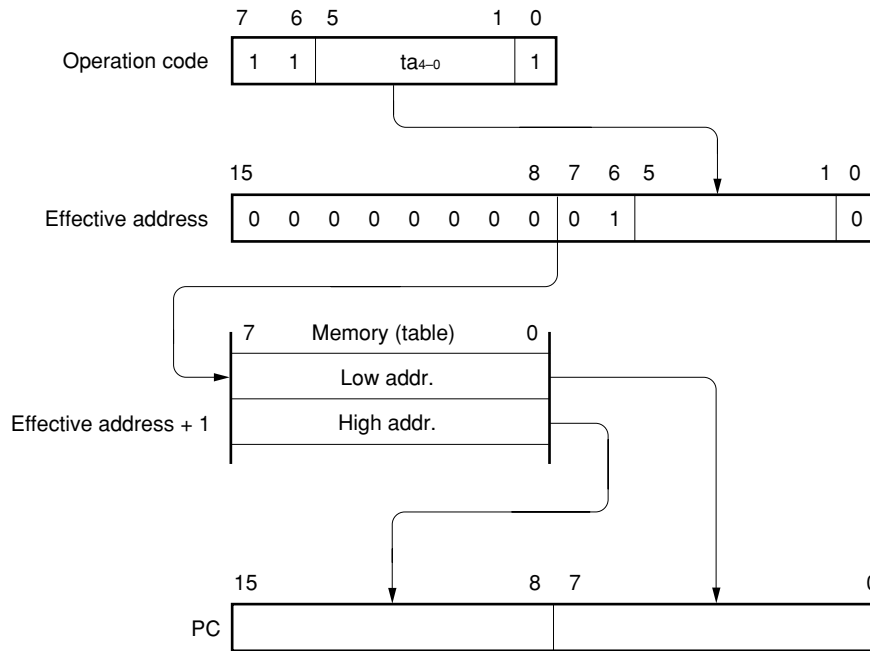 7 6 5 1 0
Operation code 1 1 ta4–0 1
15 8 7 6 5 1 0
Effective address 0 0 0 0 0 0 0 0 0 1 0
7 Memory (table) 0
Low addr.
Effective address + 1 High addr.
15 8 7 0
PC